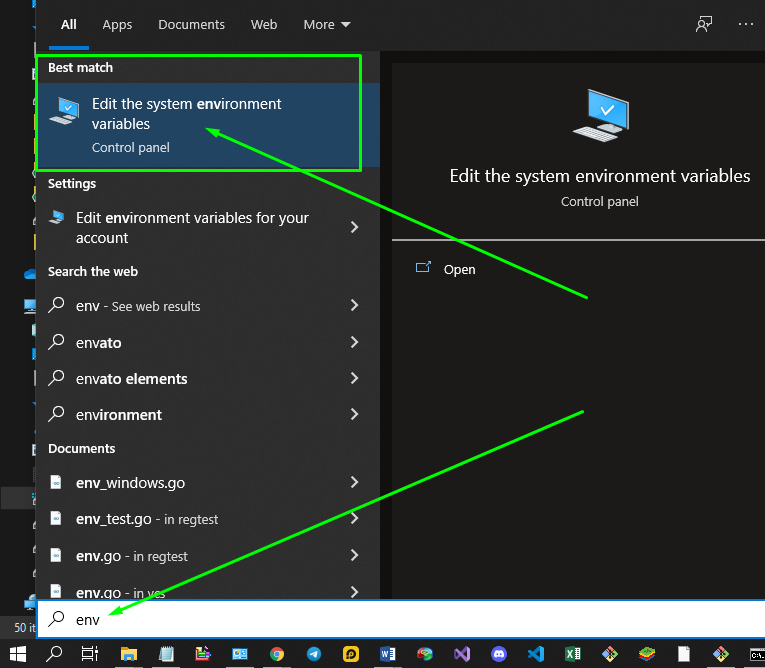 All Apps Documents Web More
Best match
Edit the system environment
variables
Control panel
Settings
Edit environment variables for your
account
Search the web
env - See web results
envato
envato elements
environment
Documents
env_windows.go
env_test.go - in regtest
env.go - in regtest
env.go - in vcs
env
Edit the system environment variables
Control panel
Open
50 it